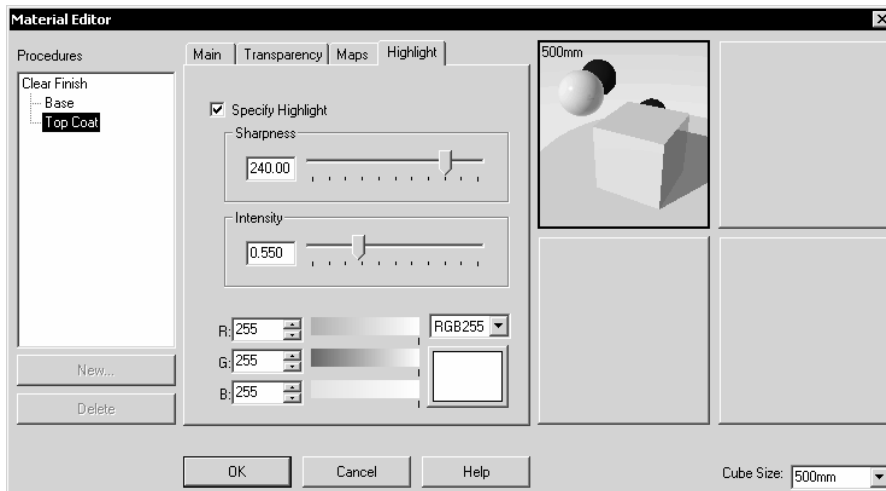 Material Editor
Procedures
Clear Finish
Base
Top Coat
New...
Delete
Main Transparency Maps Highlight
Specify Highlight
Sharpness
240.00
Intensity
0.550
R: 255 RGB255
G: 255
B: 255
500mm
OK Cancel Help
Cube Size: 500mm